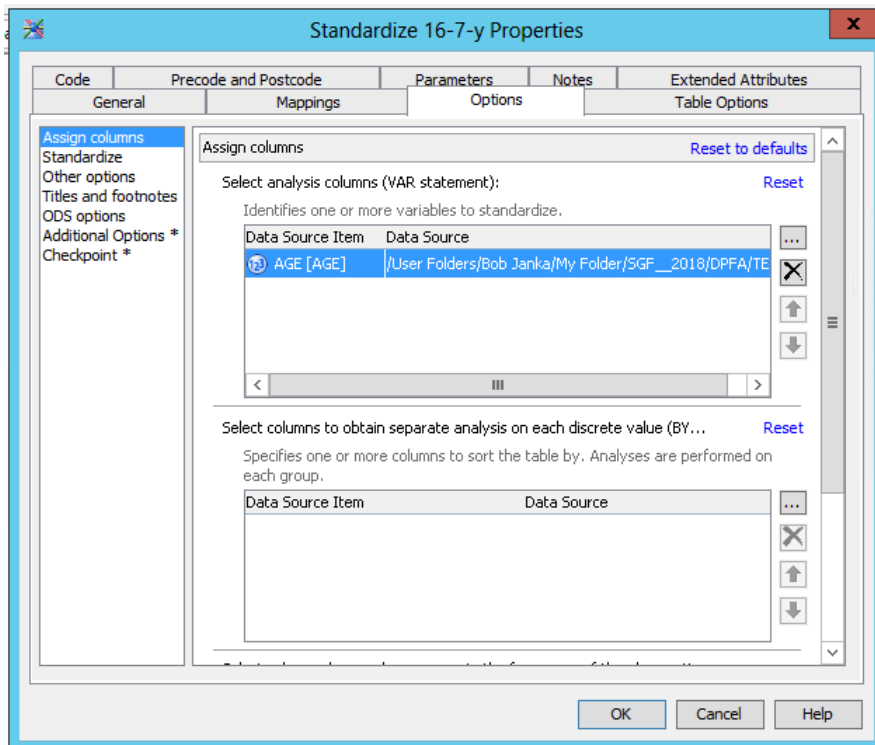 Standardize 16-7-y Properties
x
Code Precode and Postcode Parameters Notes Extended Attributes
General Mappings Options Table Options
Assign columns
Standardize
Other options
Titles and footnotes
ODS options
Additional Options *
Checkpoint *
Assign columns Reset to defaults
Select analysis columns (VAR statement): Reset
Identifies one or more variables to standardize.
Data Source Item Data Source
...
123 AGE [AGE] /User Folders/Bob Janka/My Folder/SGF__2018/DPFA/TE
Select columns to obtain separate analysis on each discrete value (BY... Reset
Specifies one or more columns to sort the table by. Analyses are performed on
each group.
Data Source Item Data Source
...
OK Cancel Help